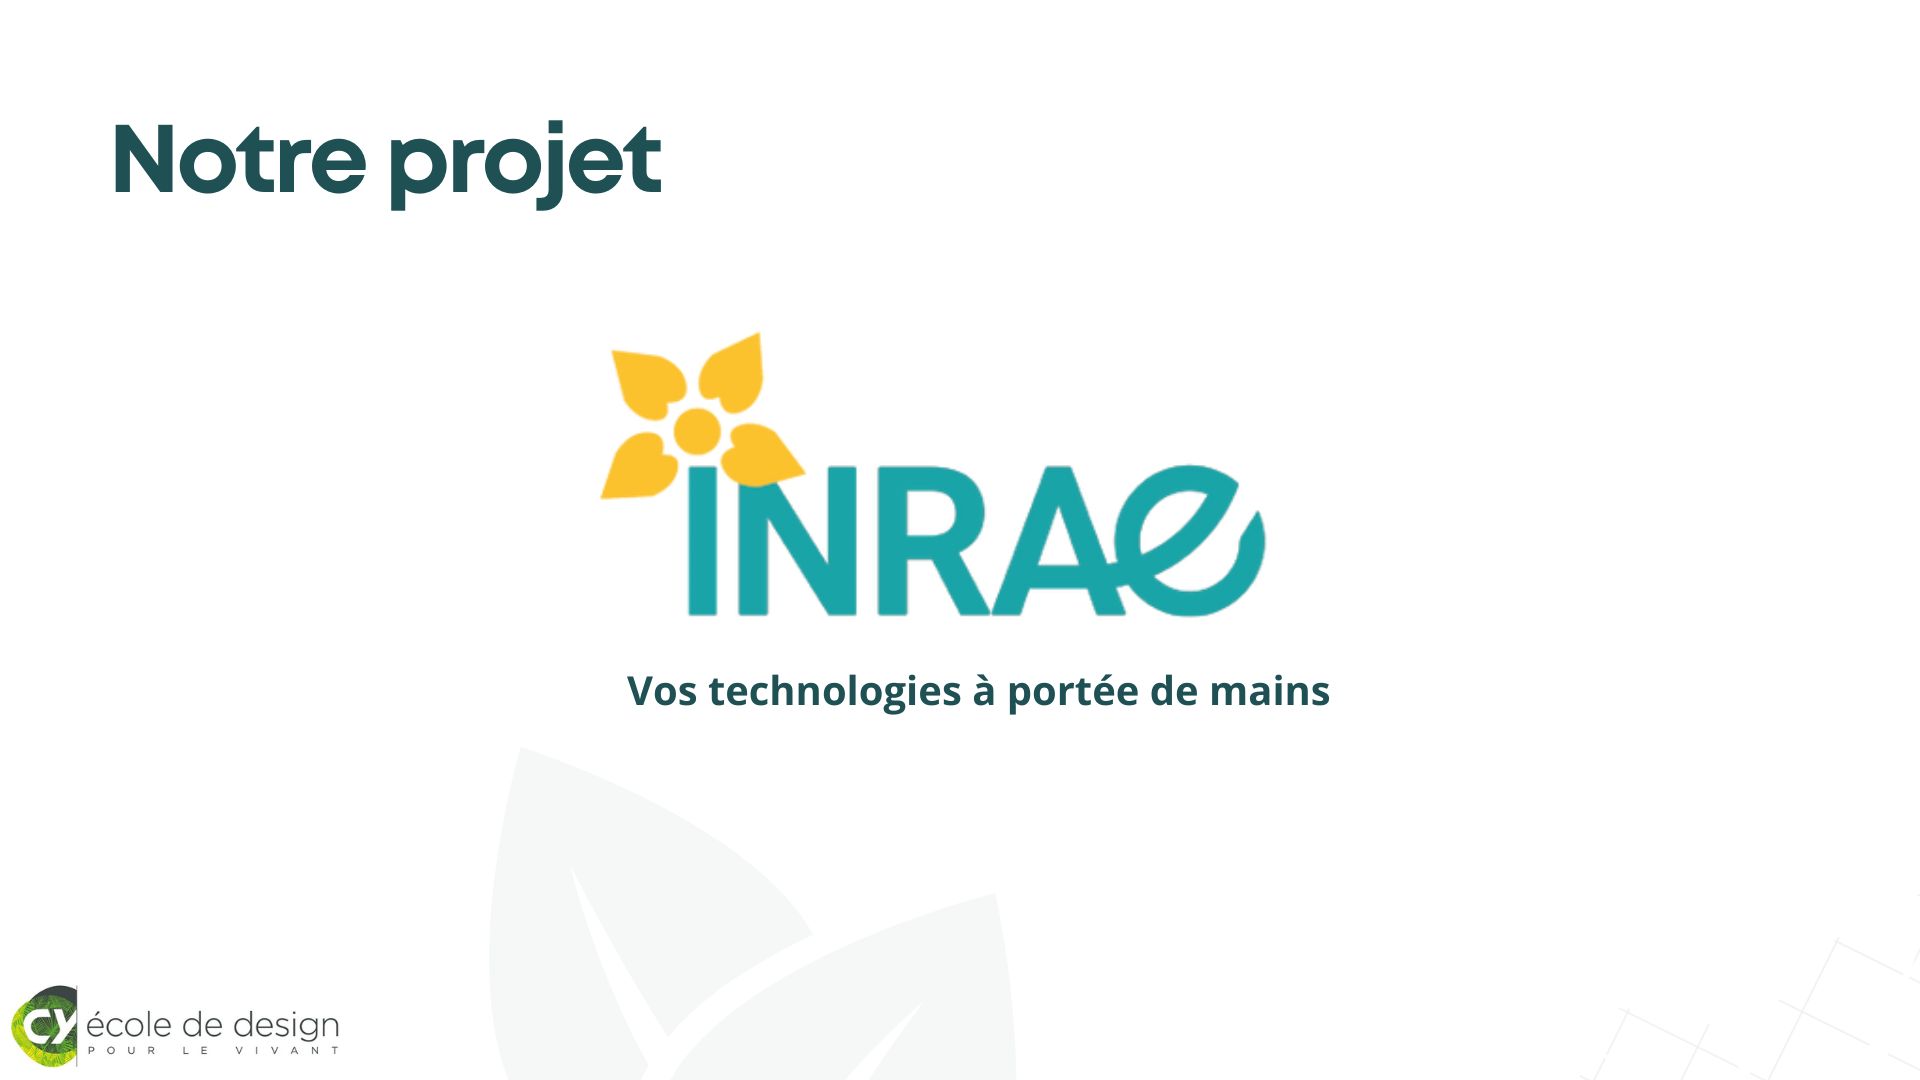 Notre projet
INRAE
Vos technologies à portée de mains
CY école de design
POUR LE VIVANT